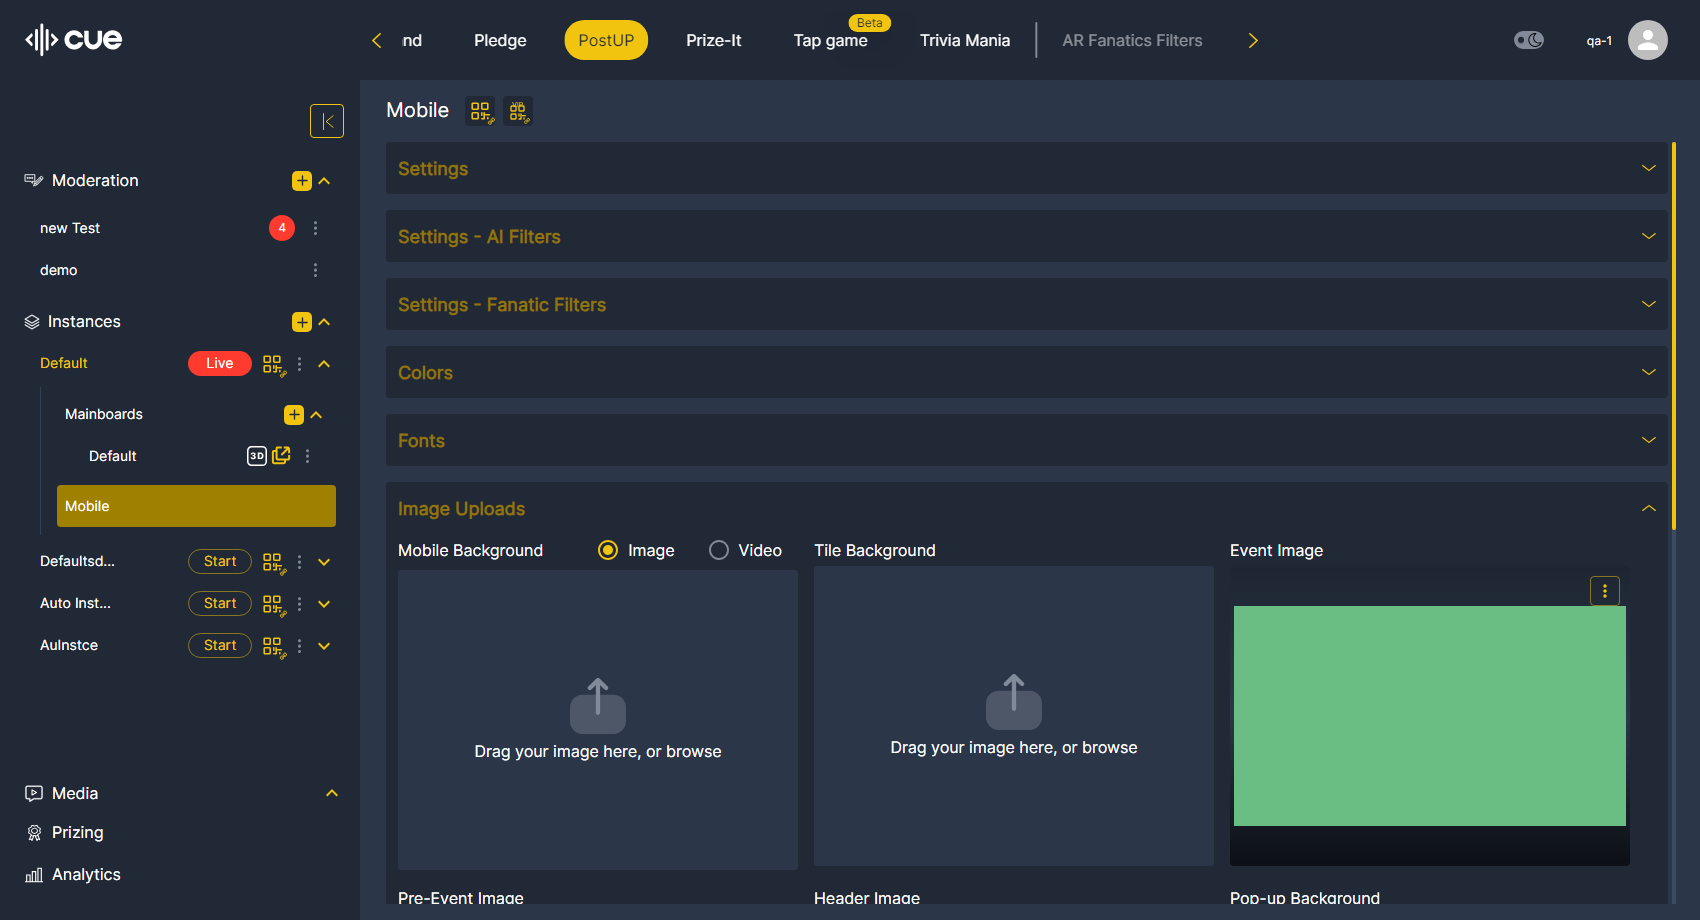 cue
nd
Pledge
PostUP
Prize-It
Tap game
Beta
Trivia Mania
AR Fanatics Filters
qa-1
Moderation
new Test
4
demo
Instances
Default
Live
Mainboards
Default
3D
Mobile
Defaultsd...
Start
Auto Inst...
Start
AuInstce
Start
Media
Prizing
Analytics
Mobile
VIP
Settings
Settings - AI Filters
Settings - Fanatic Filters
Colors
Fonts
Image Uploads
Mobile Background
Image
Video
Tile Background
Event Image
Drag your image here, or browse
Drag your image here, or browse
Pre-Event Image
Header Image
Pop-up Background